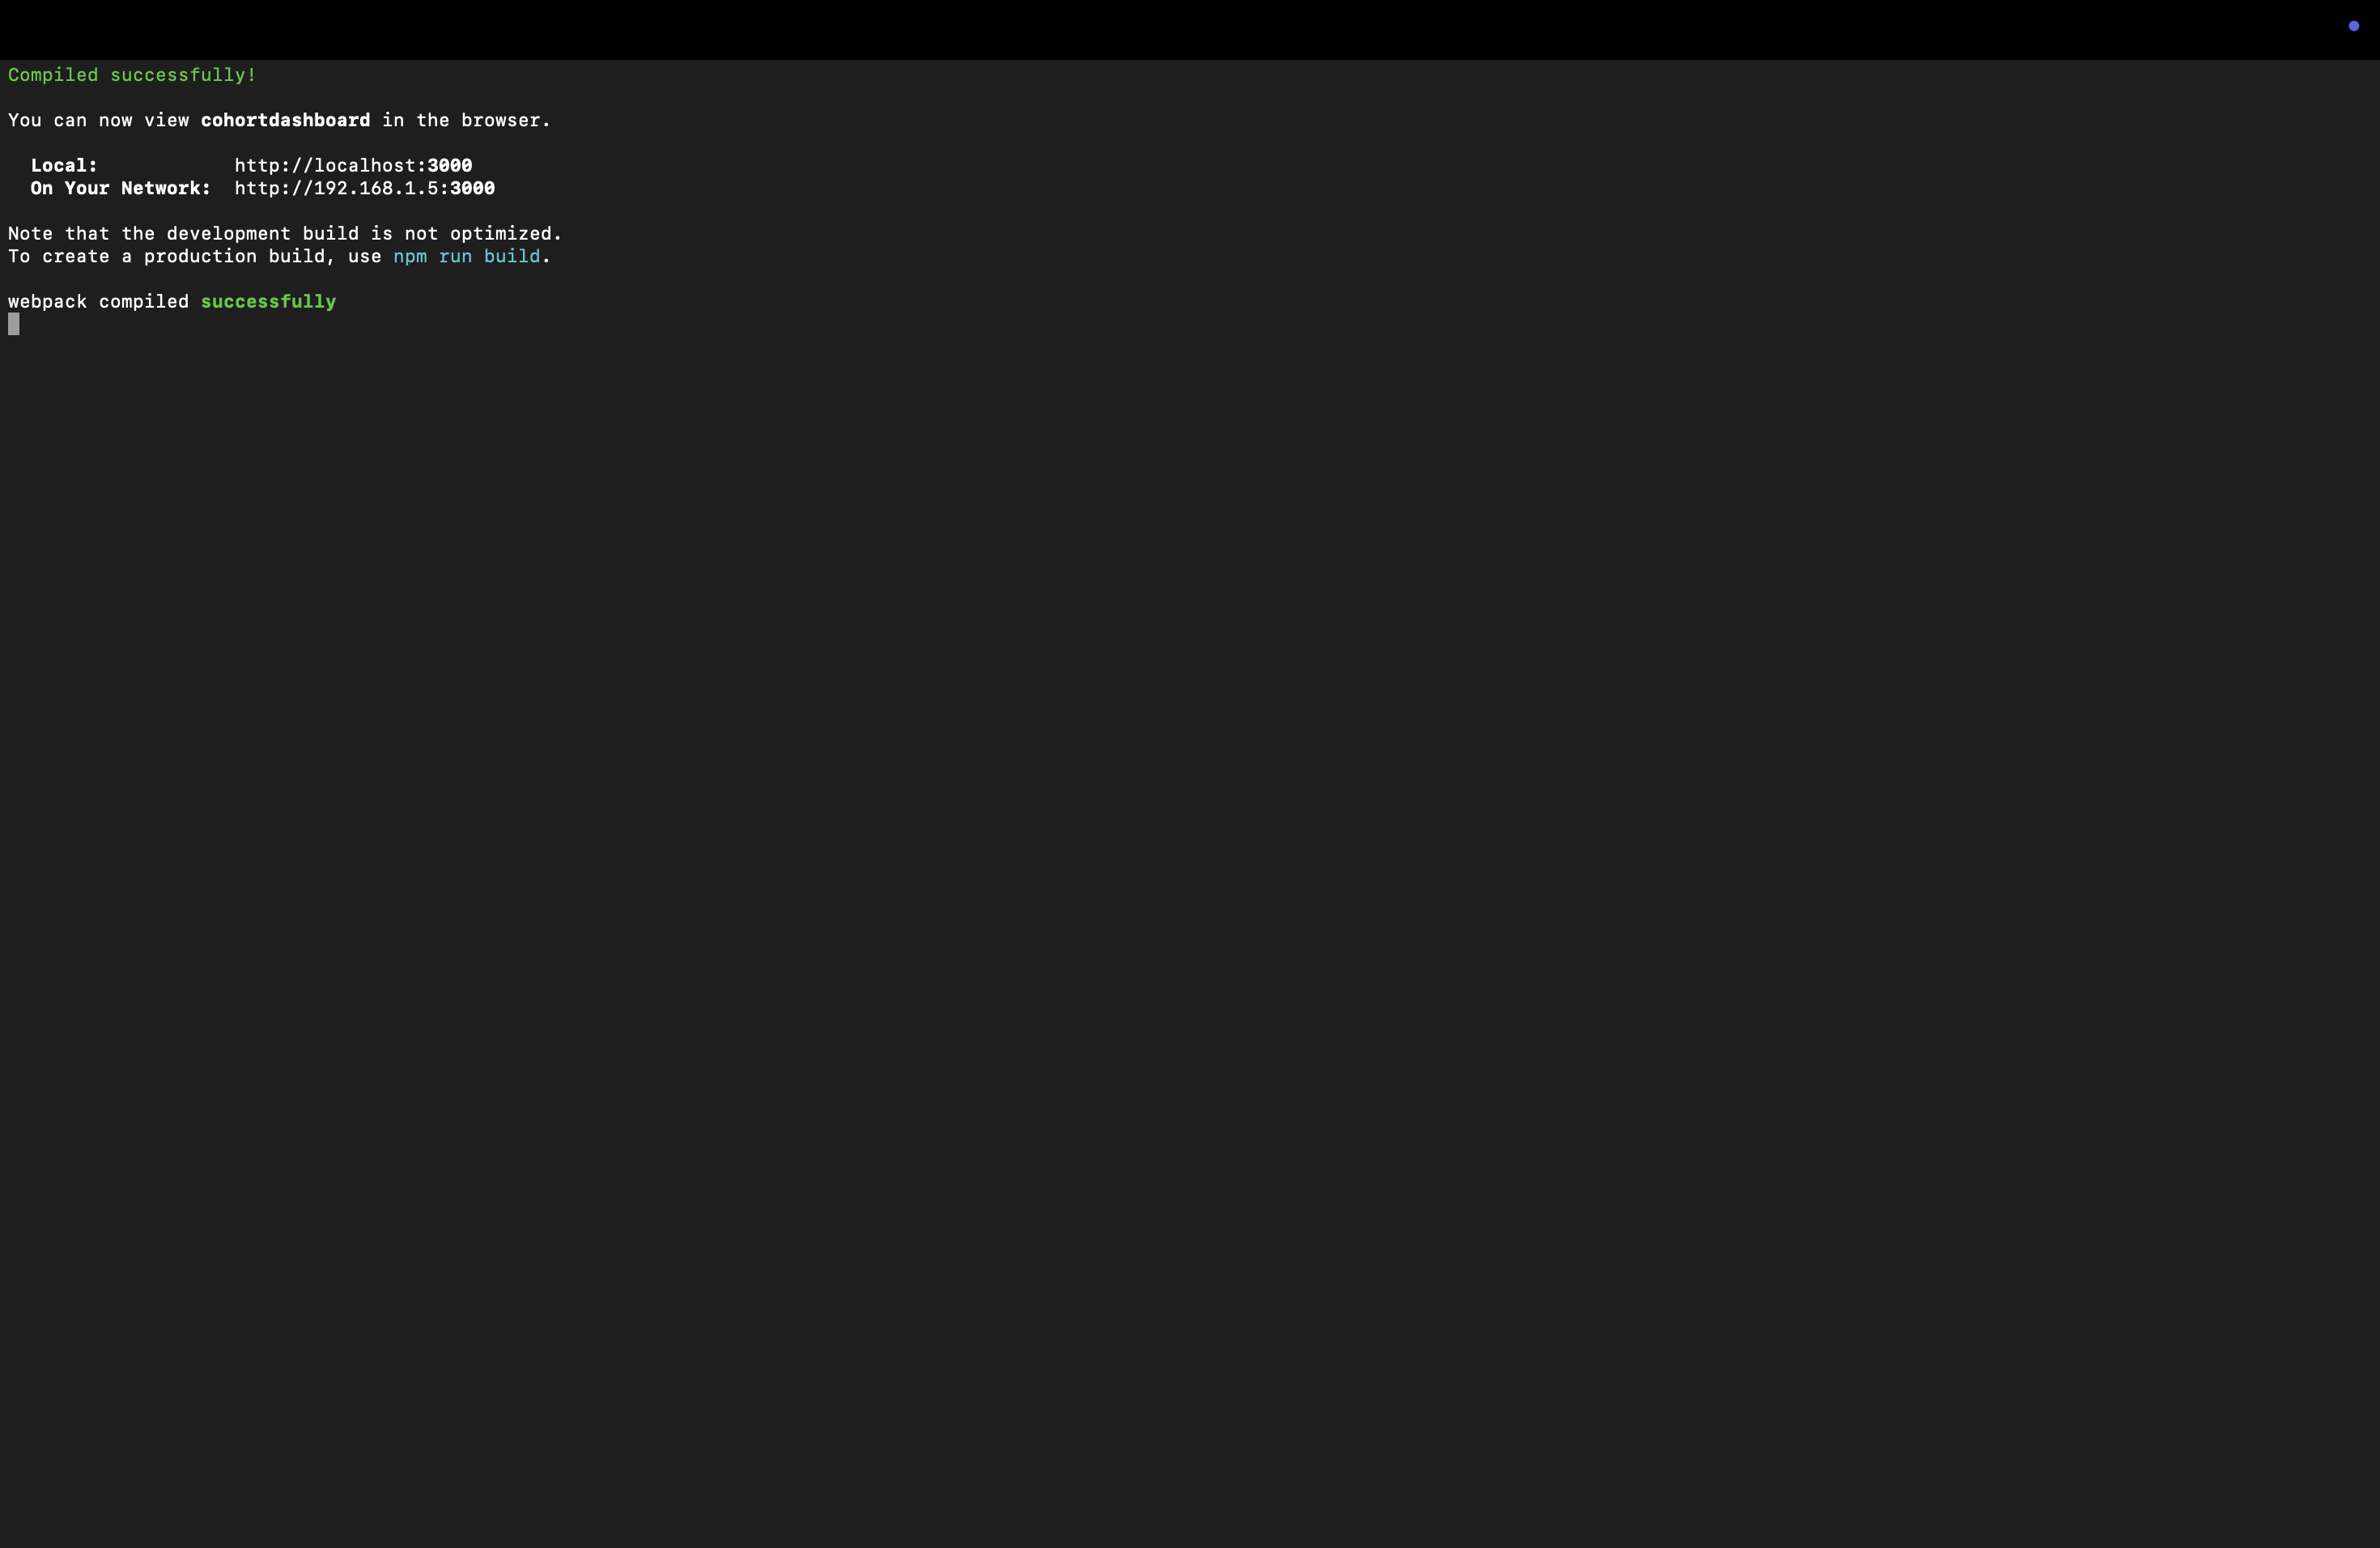 Compiled successfully!
You can now view cohortdashboard in the browser.
Local: http://localhost:3000
On Your Network: http://192.168.1.5:3000
Note that the development build is not optimized.
To create a production build, use npm run build.
webpack compiled successfully